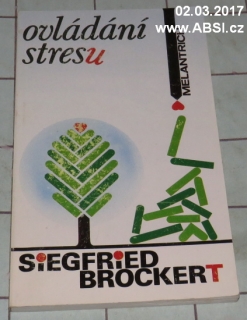 02.03.2017
www.ABSI.cz
ovládání
stresu
MELANTRICH
SiEGFRiED
BROCKERT